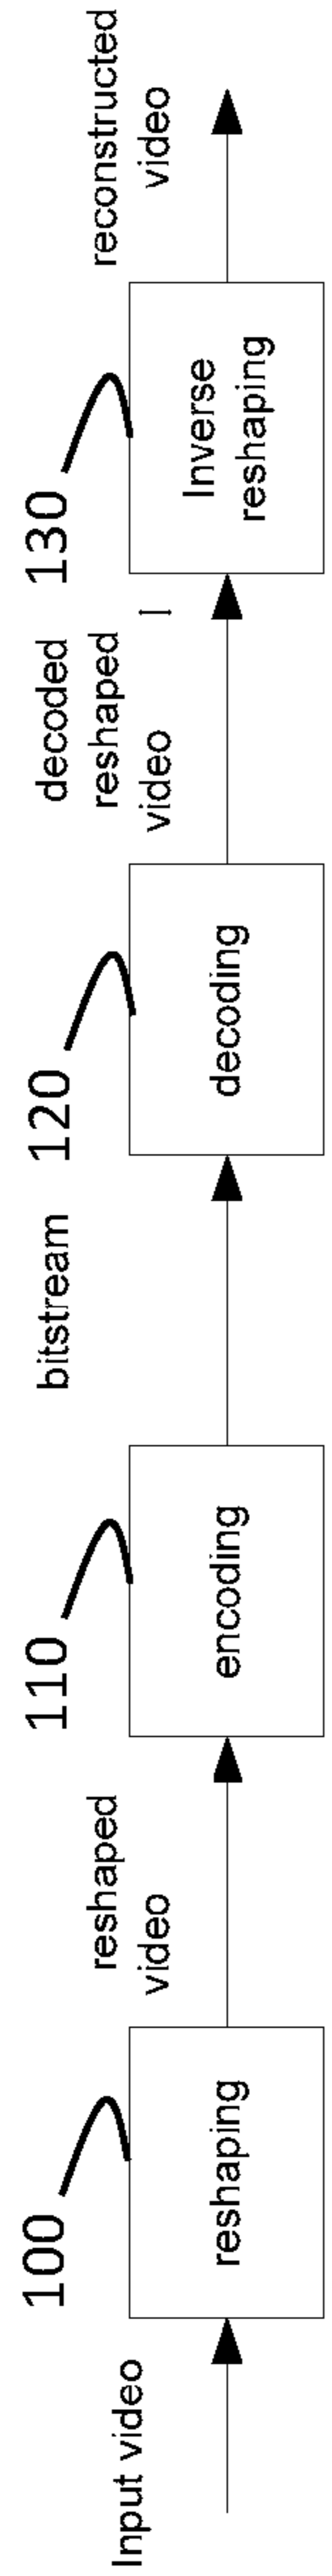 Input video
100
reshaping
reshaped
video
110
encoding
bitstream
120
decoding
decoded
reshaped
video
130
Inverse
reshaping
reconstructed
video